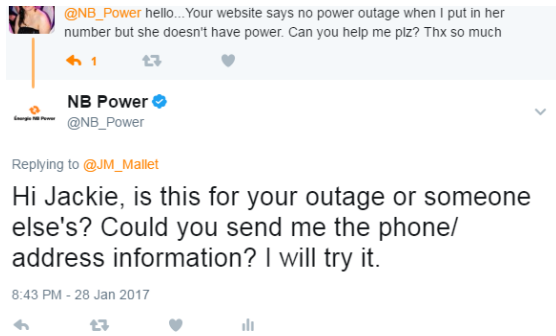 @NB_Power hello...Your website says no power outage when I put in her
number but she doesn't have power. Can you help me plz? Thx so much
1
NB Power
@NB_Power
Énergie NB Power
Replying to @JM_Mallet
Hi Jackie, is this for your outage or someone
else's? Could you send me the phone/
address information? I will try it.
8:43 PM - 28 Jan 2017